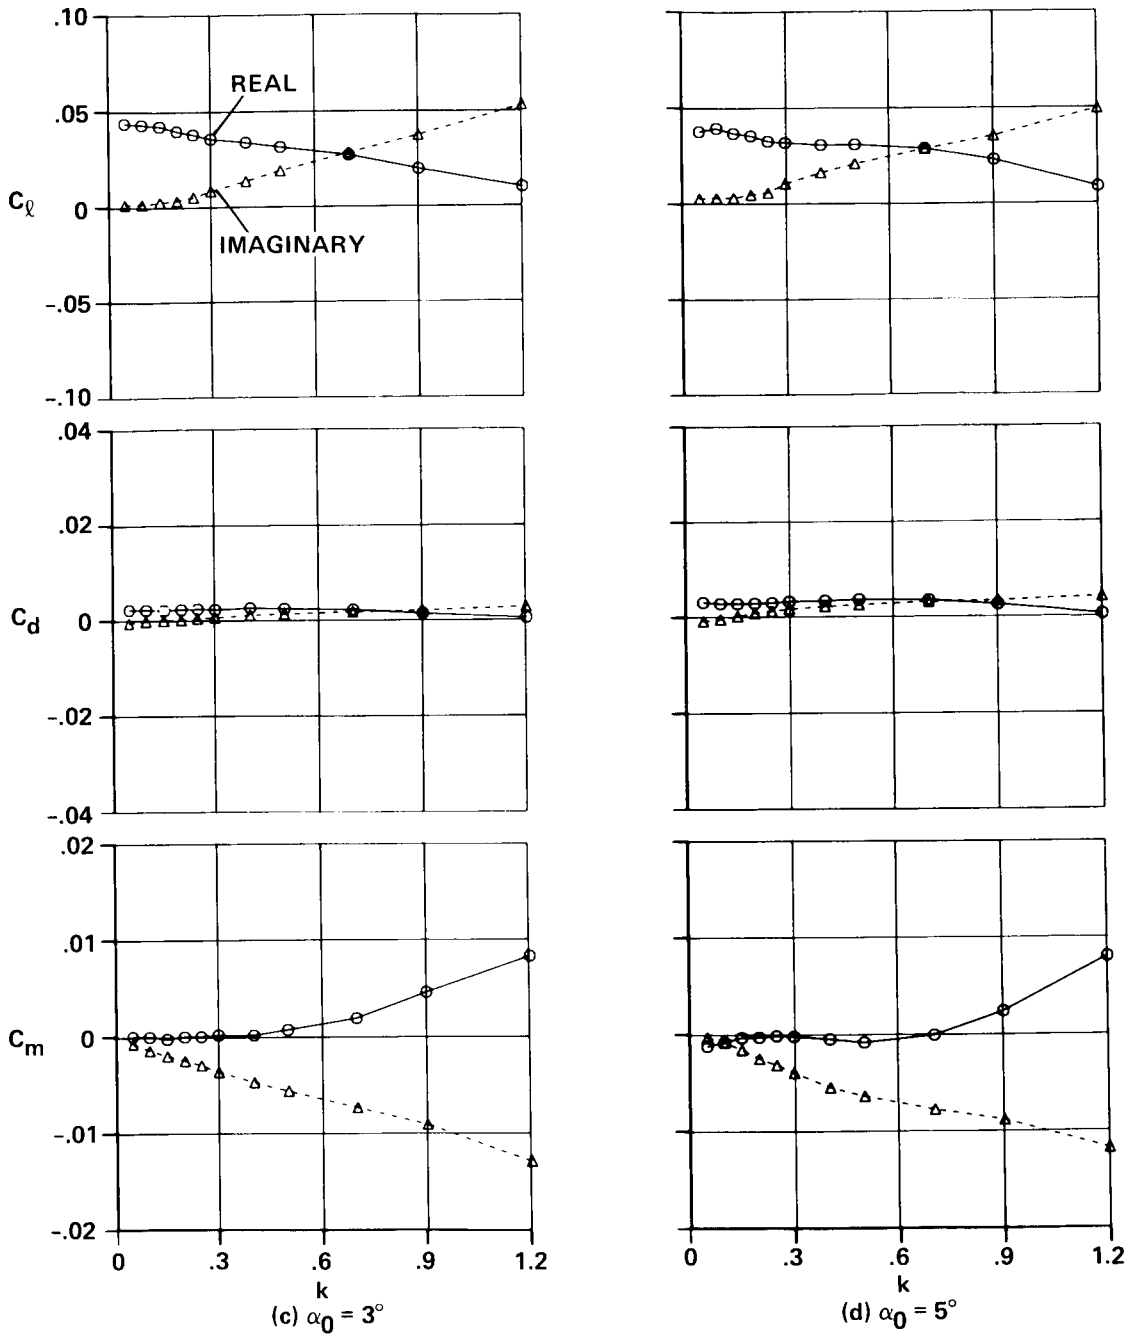 .10
.05
0
-.05
-.10
Cℓ
REAL
IMAGINARY
.04
.02
0
-.02
-.04
Cd
.02
.01
0
-.01
-.02
Cm
0 .3 .6 .9 1.2
k
(c) α0 = 3°
0 .3 .6 .9 1.2
k
(d) α0 = 5°